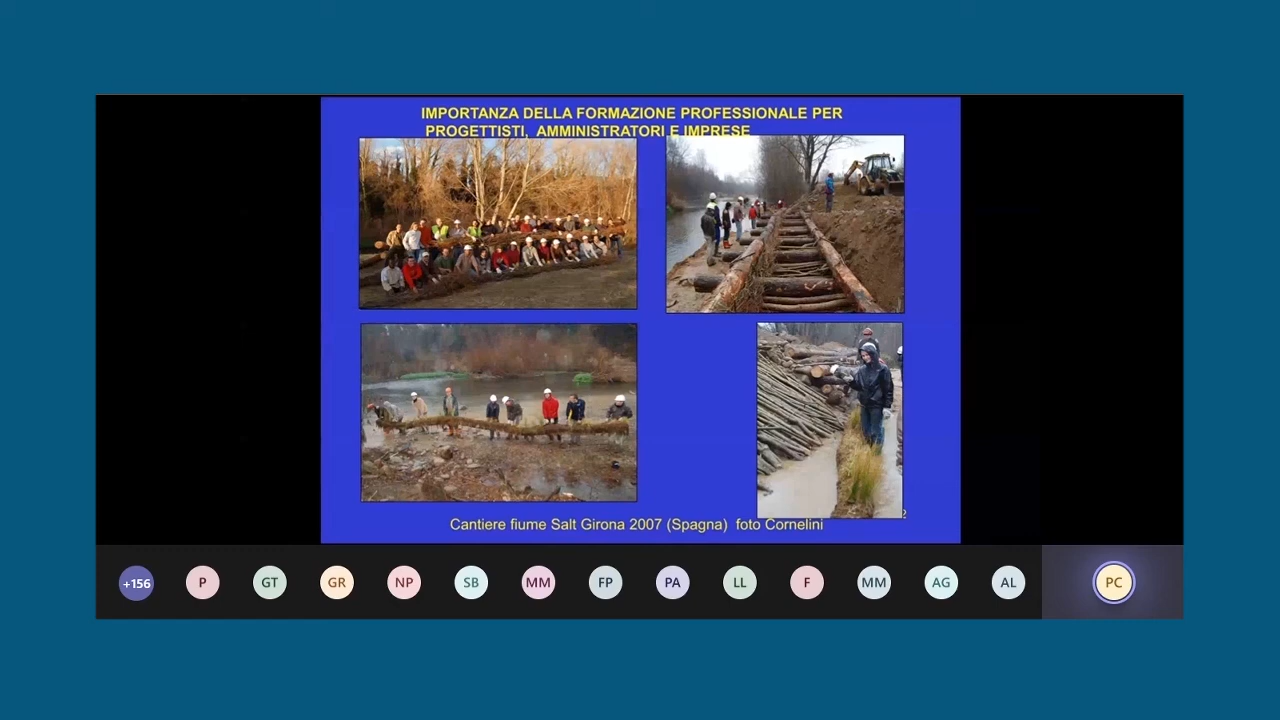 IMPORTANZA DELLA FORMAZIONE PROFESSIONALE PER
PROGETTISTI, AMMINISTRATORI E IMPRESE
2
Cantiere fiume Salt Girona 2007 (Spagna) foto Cornelini
+156
P
GT
GR
NP
SB
MM
FP
PA
LL
F
MM
AG
AL
PC